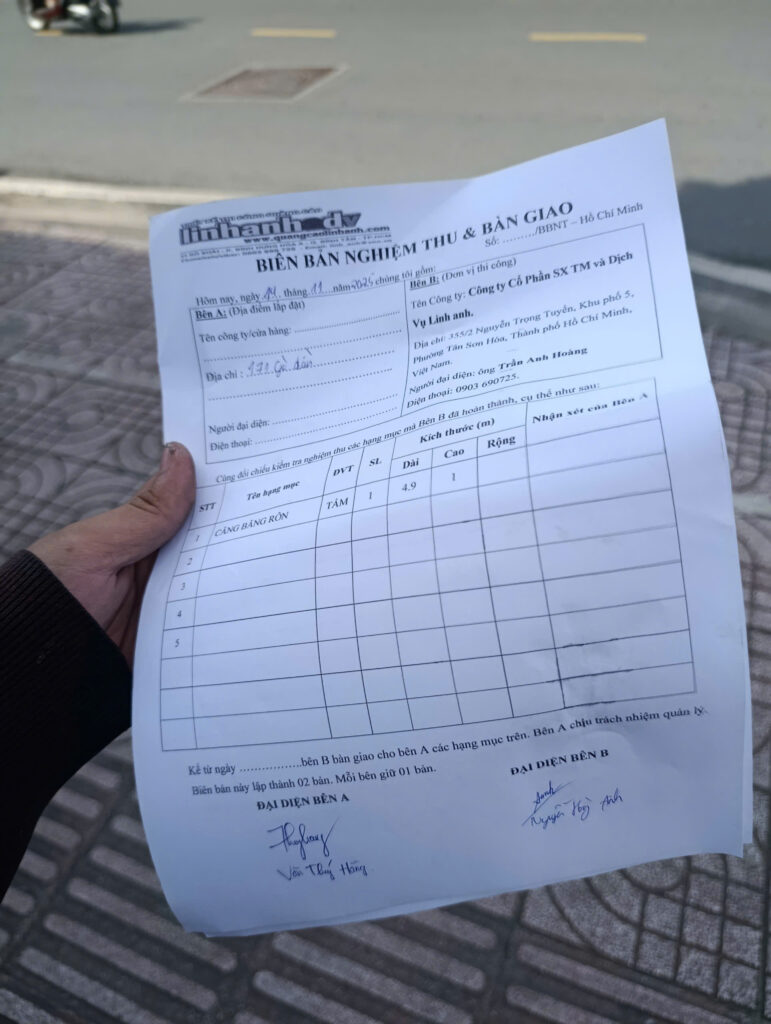 linhanh dv
www.quangcaolinhanh.com
BIÊN BẢN NGHIỆM THU & BÀN GIAO
Số: ………/BBNT – Hồ Chí Minh
Hôm nay, ngày 14 tháng 11 năm 2025 chúng tôi gồm:
Bên A: (Địa điểm lắp đặt)
Tên công ty/cửa hàng: ……………………
Địa chỉ : 171 Gò dầu
Người đại diện: ……………………
Điện thoại: ……………………
Bên B: (Đơn vị thi công)
Tên Công ty: Công ty Cổ Phần SX TM và Dịch
Vụ Linh anh.
Địa chỉ: 355/2 Nguyễn Trọng Tuyển, Khu phố 5,
Phường Tân Sơn Hòa, Thành phố Hồ Chí Minh,
Việt Nam.
Người đại diện: ông Trần Anh Hoàng
Điện thoại: 0903 690725.
Cùng đối chiếu kiểm tra nghiệm thu các hạng mục mà Bên B đã hoàn thành, cụ thể như sau:
STT Tên hạng mục ĐVT SL Kích thước (m) Nhận xét của Bên A
Dài Cao Rộng
1 CĂNG BĂNG RÔN TẤM 1 4.9 1
2
3
4
5
Kể từ ngày ………………bên B bàn giao cho bên A các hạng mục trên. Bên A chịu trách nhiệm quản lý.
Biên bản này lập thành 02 bản. Mỗi bên giữ 01 bản.
ĐẠI DIỆN BÊN A ĐẠI DIỆN BÊN B
Văn Thuý Hằng
Nguyễn Anh